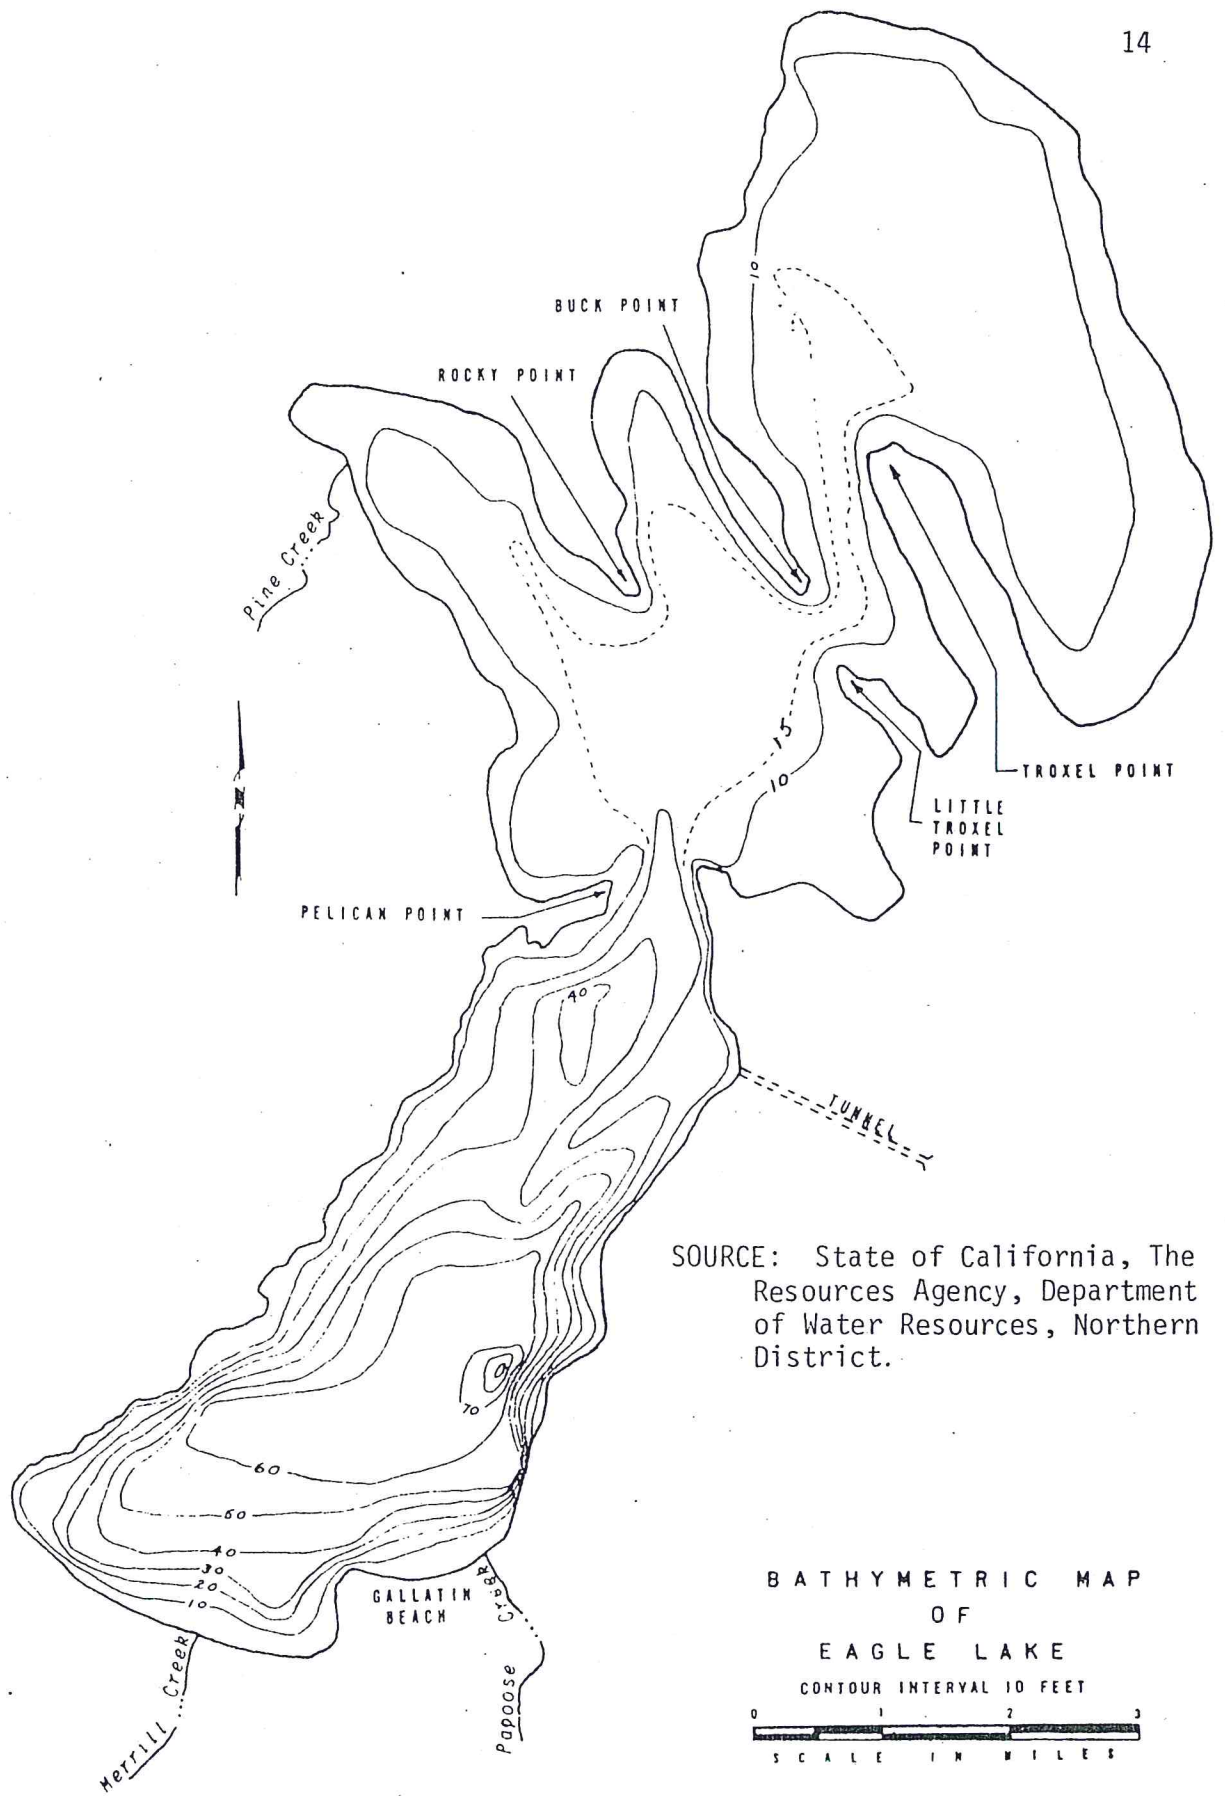 14
10
BUCK POINT
ROCKY POINT
Pine Creek
15
10
TROXEL POINT
LITTLE
TROXEL
POINT
N
PELICAN POINT
40
TUNNEL
SOURCE: State of California, The
Resources Agency, Department
of Water Resources, Northern
District.
70
60
50
40
30
20
10
GALLATIN
BEACH
Merrill Creek
Papoose Creek
BATHYMETRIC MAP
OF
EAGLE LAKE
CONTOUR INTERVAL 10 FEET
0 1 2 3
SCALE IN MILES